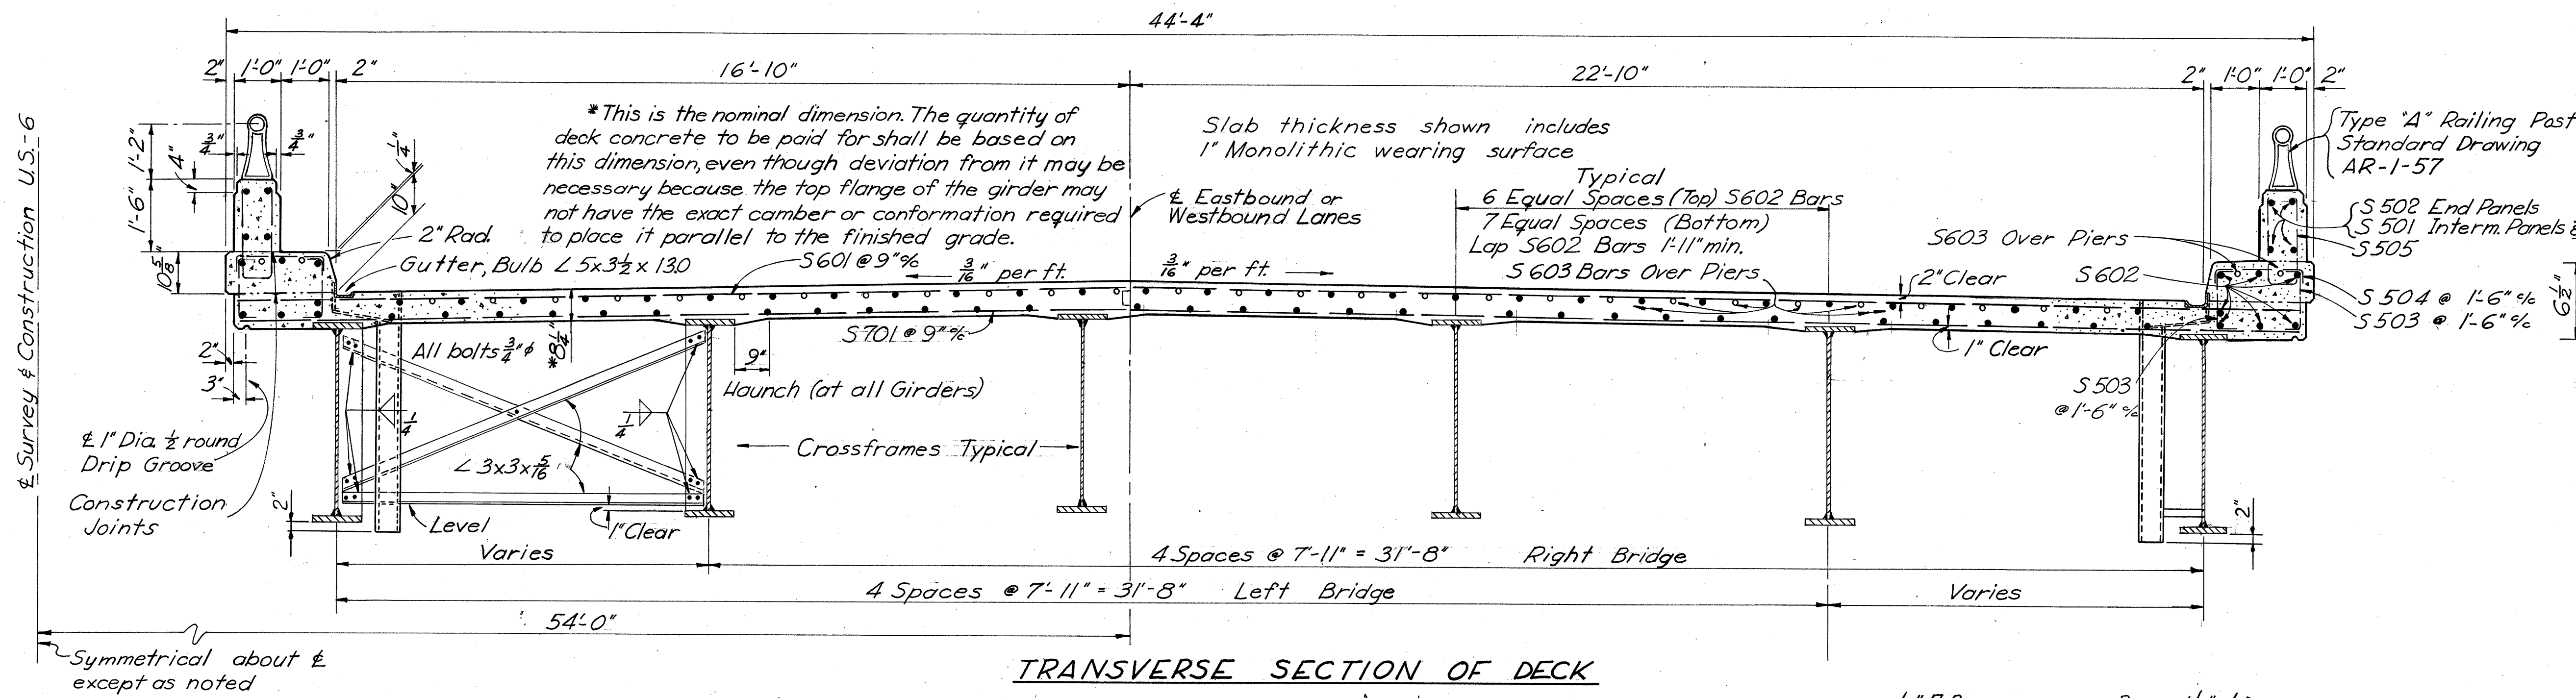 44'-4"
2" 1'-0" 1'-0" 2"
16'-10"
22'-10"
2" 1'-0" 1'-0" 2"
℄ Survey & Construction U.S.-6
1'-2"
3/4" 3/4"
4"
1'-6"
10 5/8"
1/4"
10"
*This is the nominal dimension. The quantity of
deck concrete to be paid for shall be based on
this dimension, even though deviation from it may be
necessary because the top flange of the girder may
not have the exact camber or conformation required
to place it parallel to the finished grade.
Slab thickness shown includes
1" Monolithic wearing surface
℄ Eastbound or
Westbound Lanes
Typical
6 Equal Spaces (Top) S602 Bars
7 Equal Spaces (Bottom)
Lap S602 Bars 1'-11" min.
S 603 Bars Over Piers
Type "A" Railing Post
Standard Drawing
AR-1-57
S 502 End Panels
S 501 Interm. Panels &
S 505
S603 Over Piers
S 602
S 504 @ 1'-6" c/c
S 503 @ 1'-6" c/c
6 1/2"
2" Rad.
Gutter, Bulb ∠ 5x3 1/2 x 13.0
S601 @ 9" c/c
3/16" per ft.
3/16" per ft.
2" Clear
1" Clear
S 503
@ 1'-6" c/c
2"
3"
All bolts 3/4" ϕ
*8 1/4"
S 701 @ 9" c/c
9"
Haunch (at all Girders)
1/4
1/4
℄ 1" Dia. 1/2 round
Drip Groove
∠ 3x3x 5/16
Crossframes Typical
Construction
Joints
2"
Level
1" Clear
2"
Varies
4 Spaces @ 7'-11" = 31'-8" Right Bridge
4 Spaces @ 7'-11" = 31'-8" Left Bridge
Varies
54'-0"
Symmetrical about ℄
except as noted
TRANSVERSE SECTION OF DECK